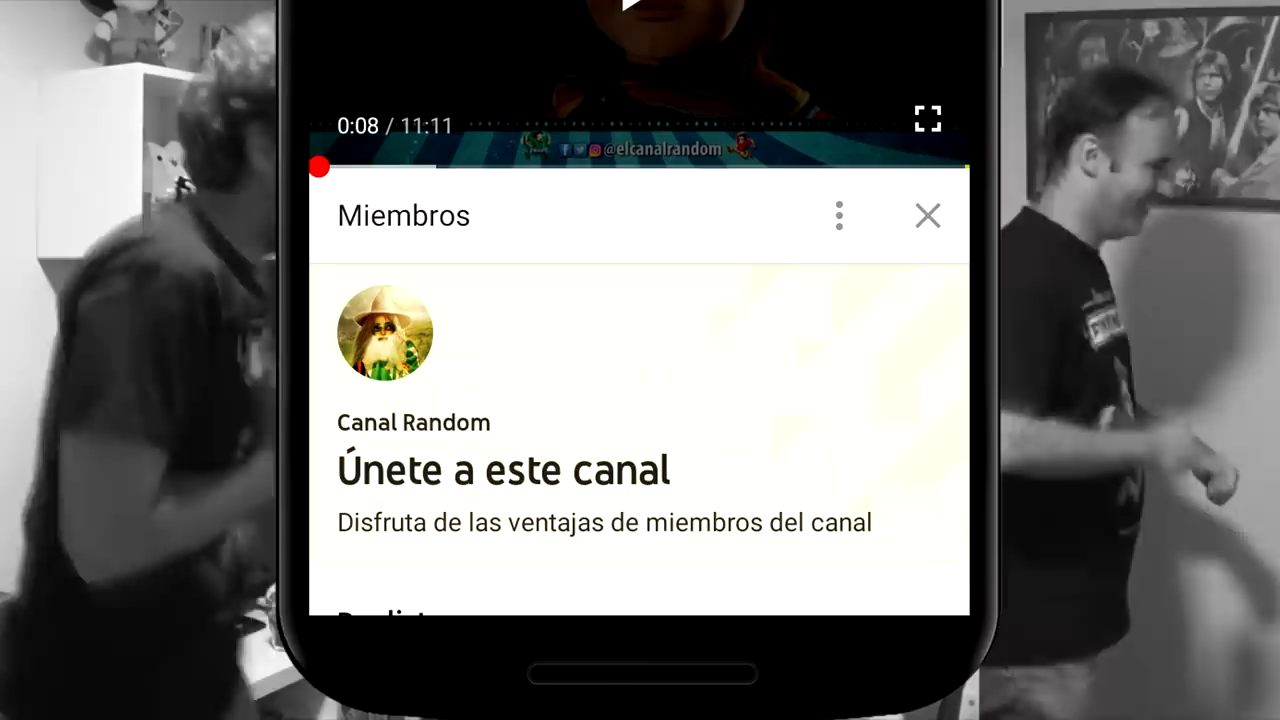 0:08 / 11:11
@elcanalrandom
Miembros
Canal Random
Únete a este canal
Disfruta de las ventajas de miembros del canal